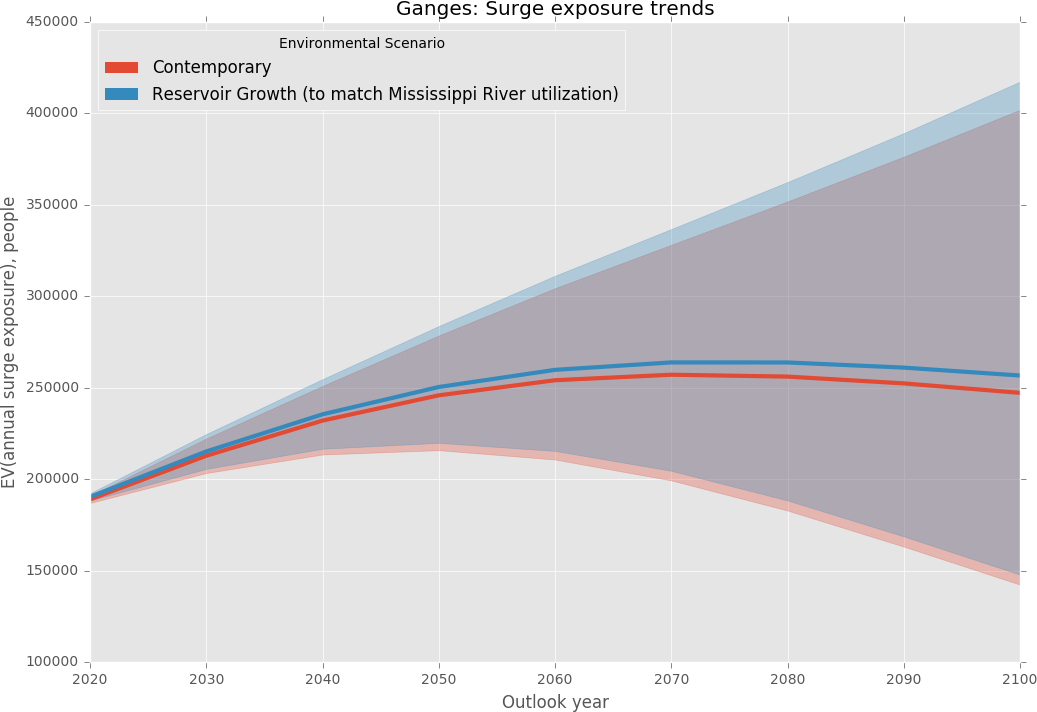 Ganges: Surge exposure trends
Environmental Scenario
Contemporary
Reservoir Growth (to match Mississippi River utilization)
EV(annual surge exposure), people
450000
400000
350000
300000
250000
200000
150000
100000
2020 2030 2040 2050 2060 2070 2080 2090 2100
Outlook year